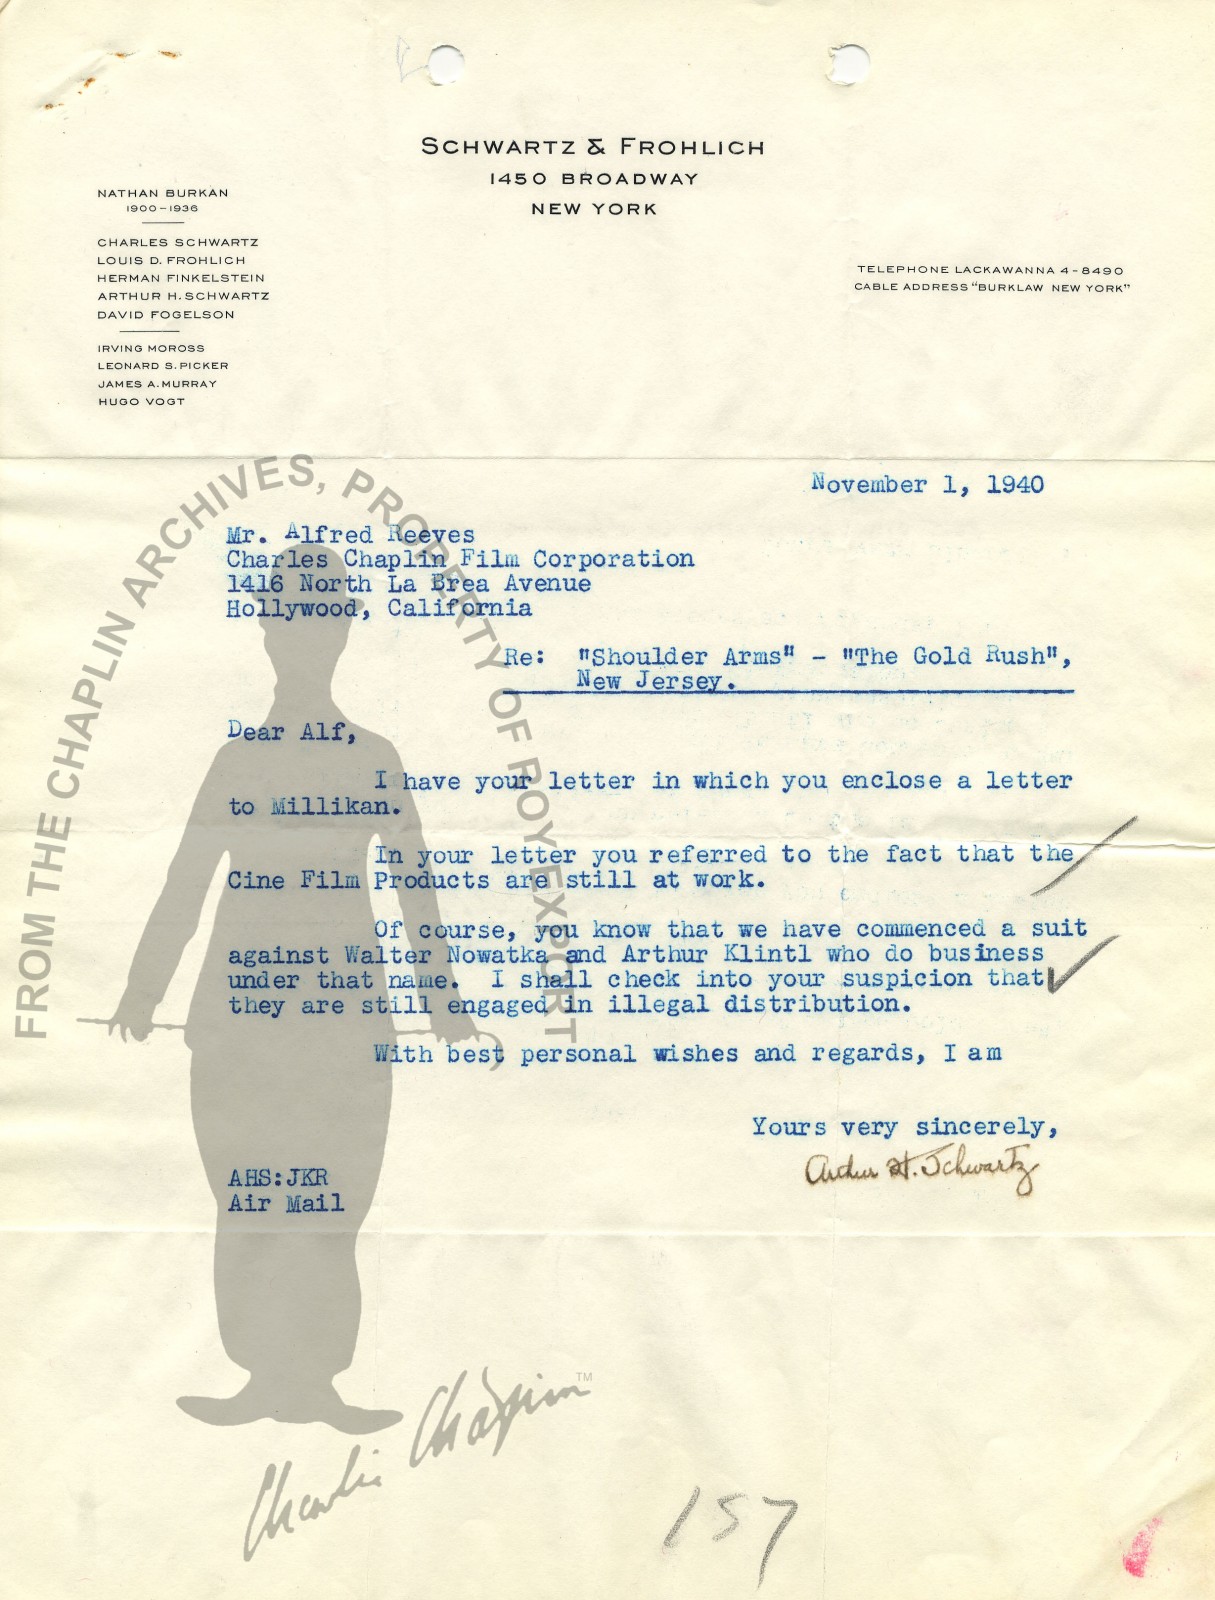 SCHWARTZ & FROHLICH
1450 BROADWAY
NEW YORK
NATHAN BURKAN
1900-1936
CHARLES SCHWARTZ
LOUIS D. FROHLICH
HERMAN FINKELSTEIN
ARTHUR H. SCHWARTZ
DAVID FOGELSON
IRVING MOROSS
LEONARD S. PICKER
JAMES A. MURRAY
HUGO VOGT
TELEPHONE LACKAWANNA 4-8490
CABLE ADDRESS "BURKLAW NEW YORK"
November 1, 1940
Mr. Alfred Reeves
Charles Chaplin Film Corporation
1416 North La Brea Avenue
Hollywood, California
Re: "Shoulder Arms" - "The Gold Rush",
New Jersey.
Dear Alf,
I have your letter in which you enclose a letter
to Millikan.
In your letter you referred to the fact that the
Cine Film Products are still at work.
Of course, you know that we have commenced a suit
against Walter Nowatka and Arthur Klintl who do business
under that name. I shall check into your suspicion that
they are still engaged in illegal distribution.
With best personal wishes and regards, I am
Yours very sincerely,
Arthur H. Schwartz
AHS:JKR
Air Mail
FROM THE CHAPLIN ARCHIVES, PROPERTY OF ROY EXPORT
Charlie Chaplin TM
157